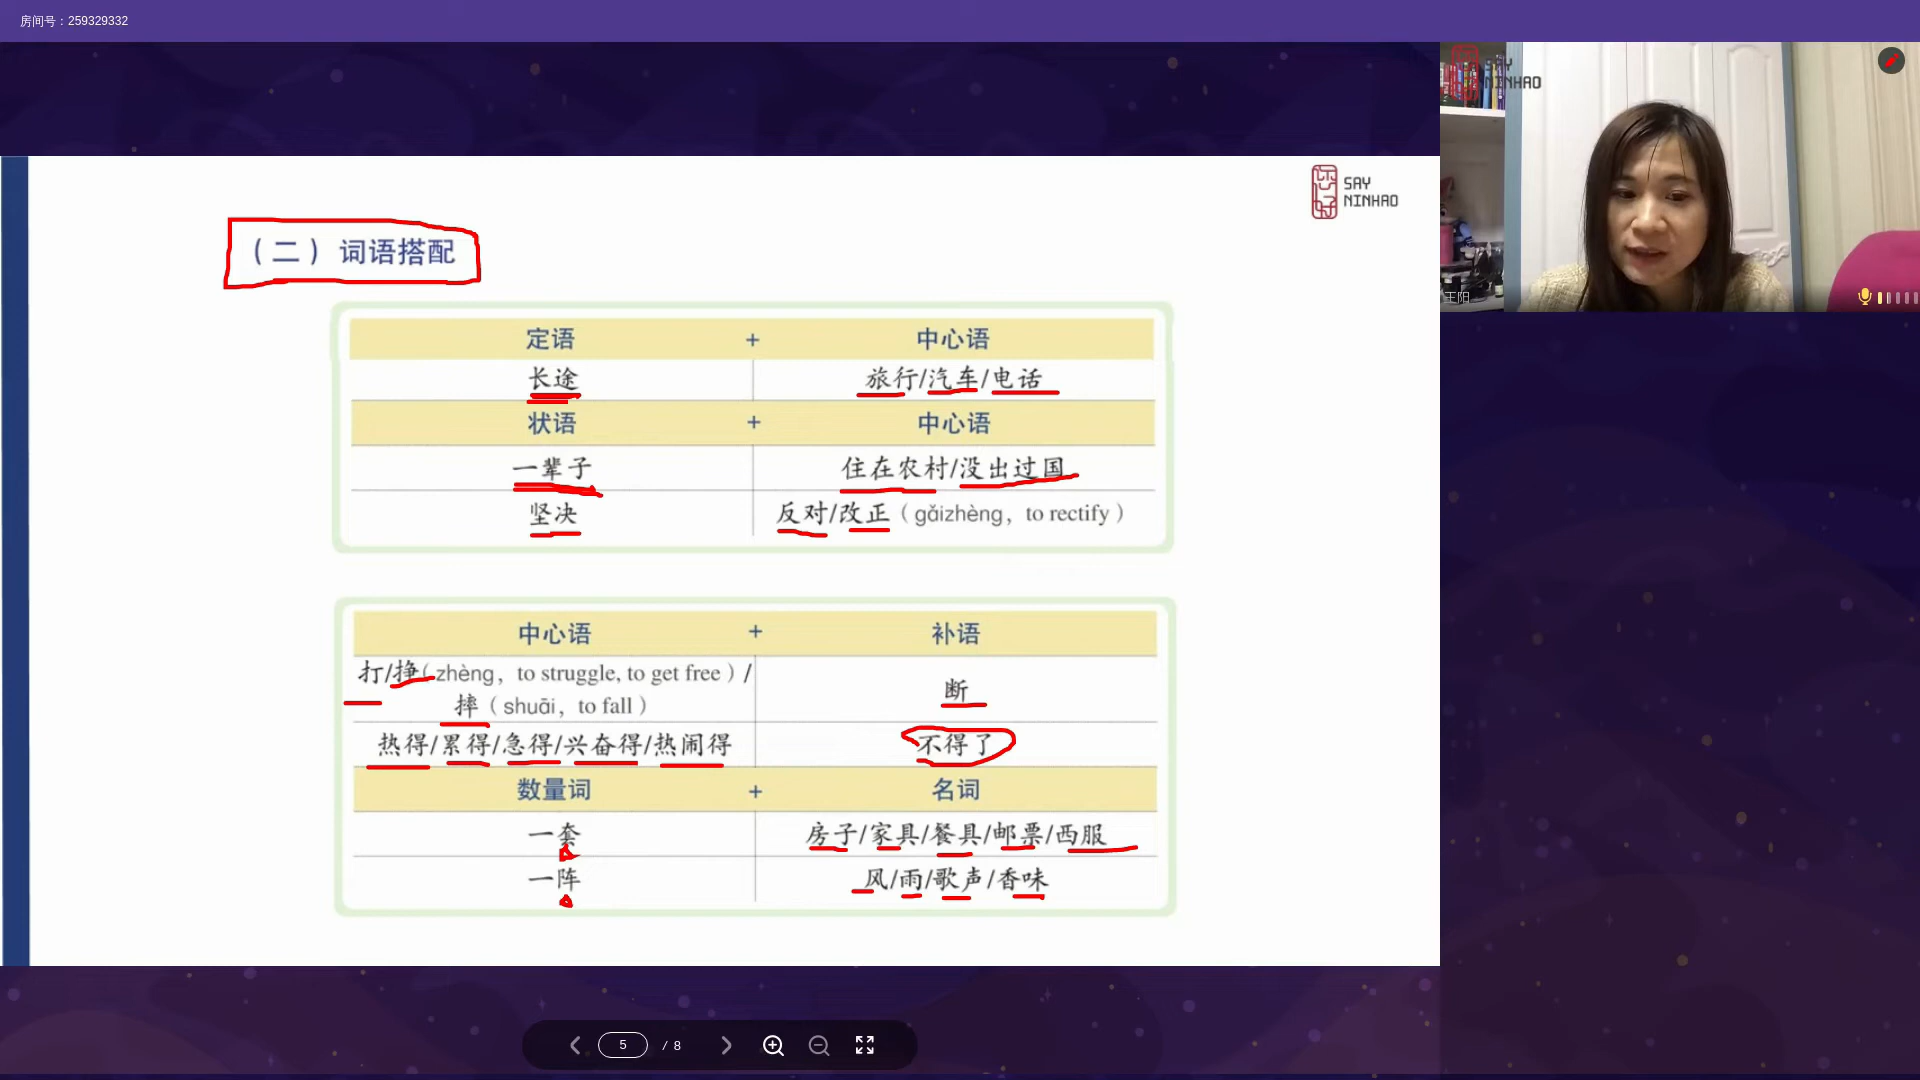 房间号：259329332
SAY
NINHAO
SAY
NINHAO
王阳
（二）词语搭配
定语 + 中心语
长途 旅行/汽车/电话
状语 + 中心语
一辈子 住在农村/没出过国
坚决 反对/改正（gǎizhèng，to rectify）
中心语 + 补语
打/挣（zhèng，to struggle, to get free）/
摔（shuāi，to fall） 断
热得/累得/急得/兴奋得/热闹得 不得了
数量词 + 名词
一套 房子/家具/餐具/邮票/西服
一阵 风/雨/歌声/香味
5 / 8